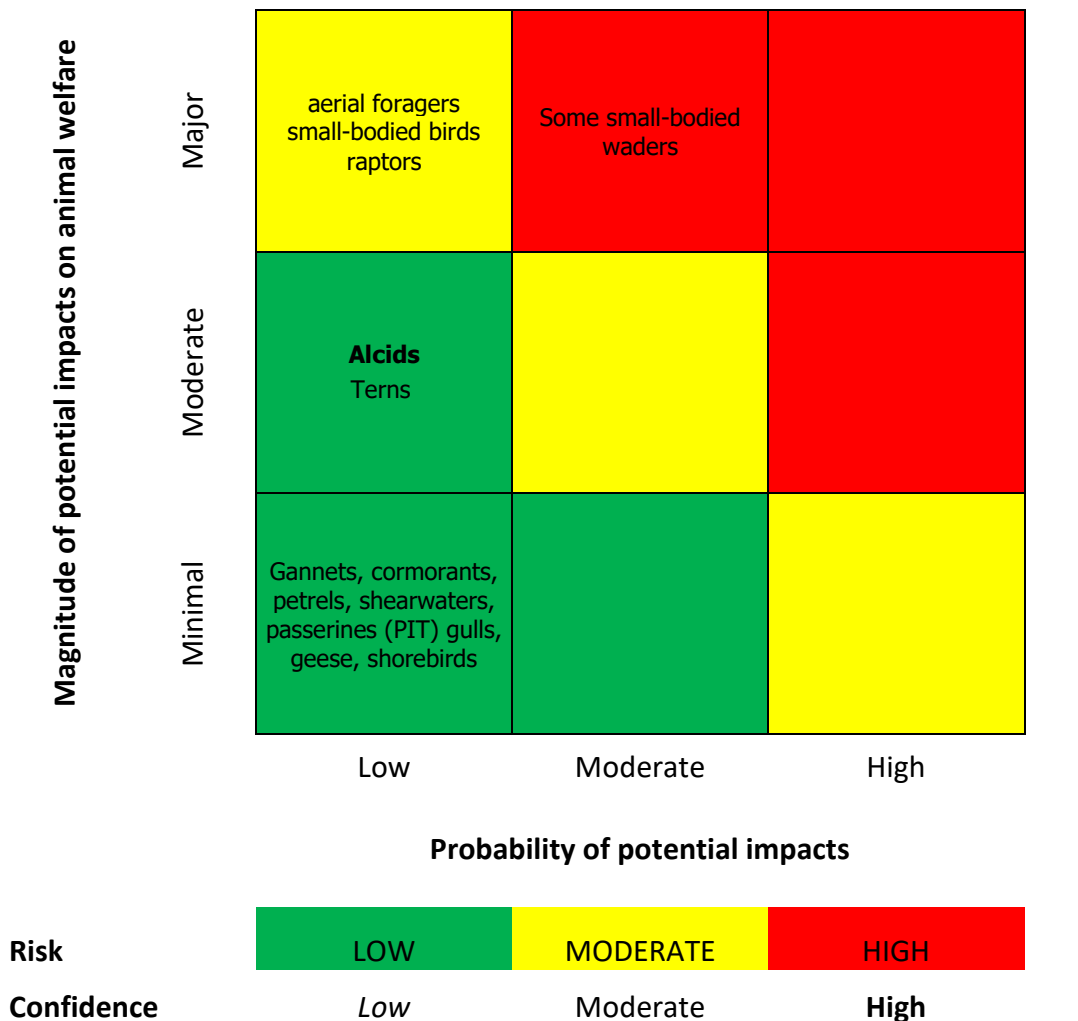 Magnitude of potential impacts on animal welfare
Major
aerial foragers
small-bodied birds
raptors
Some small-bodied
waders
Moderate
Alcids
Terns
Minimal
Gannets, cormorants,
petrels, shearwaters,
passerines (PIT) gulls,
geese, shorebirds
Low
Moderate
High
Probability of potential impacts
Risk
LOW
MODERATE
HIGH
Confidence
Low
Moderate
High